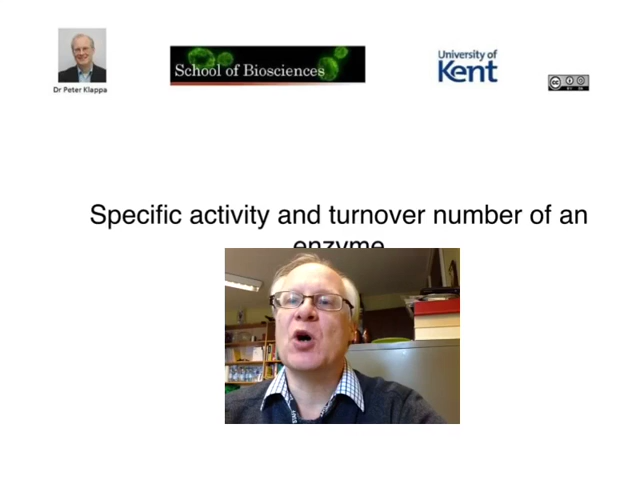 Dr Peter Klappa
School of Biosciences
University of
Kent
Specific activity and turnover number of an
enzyme